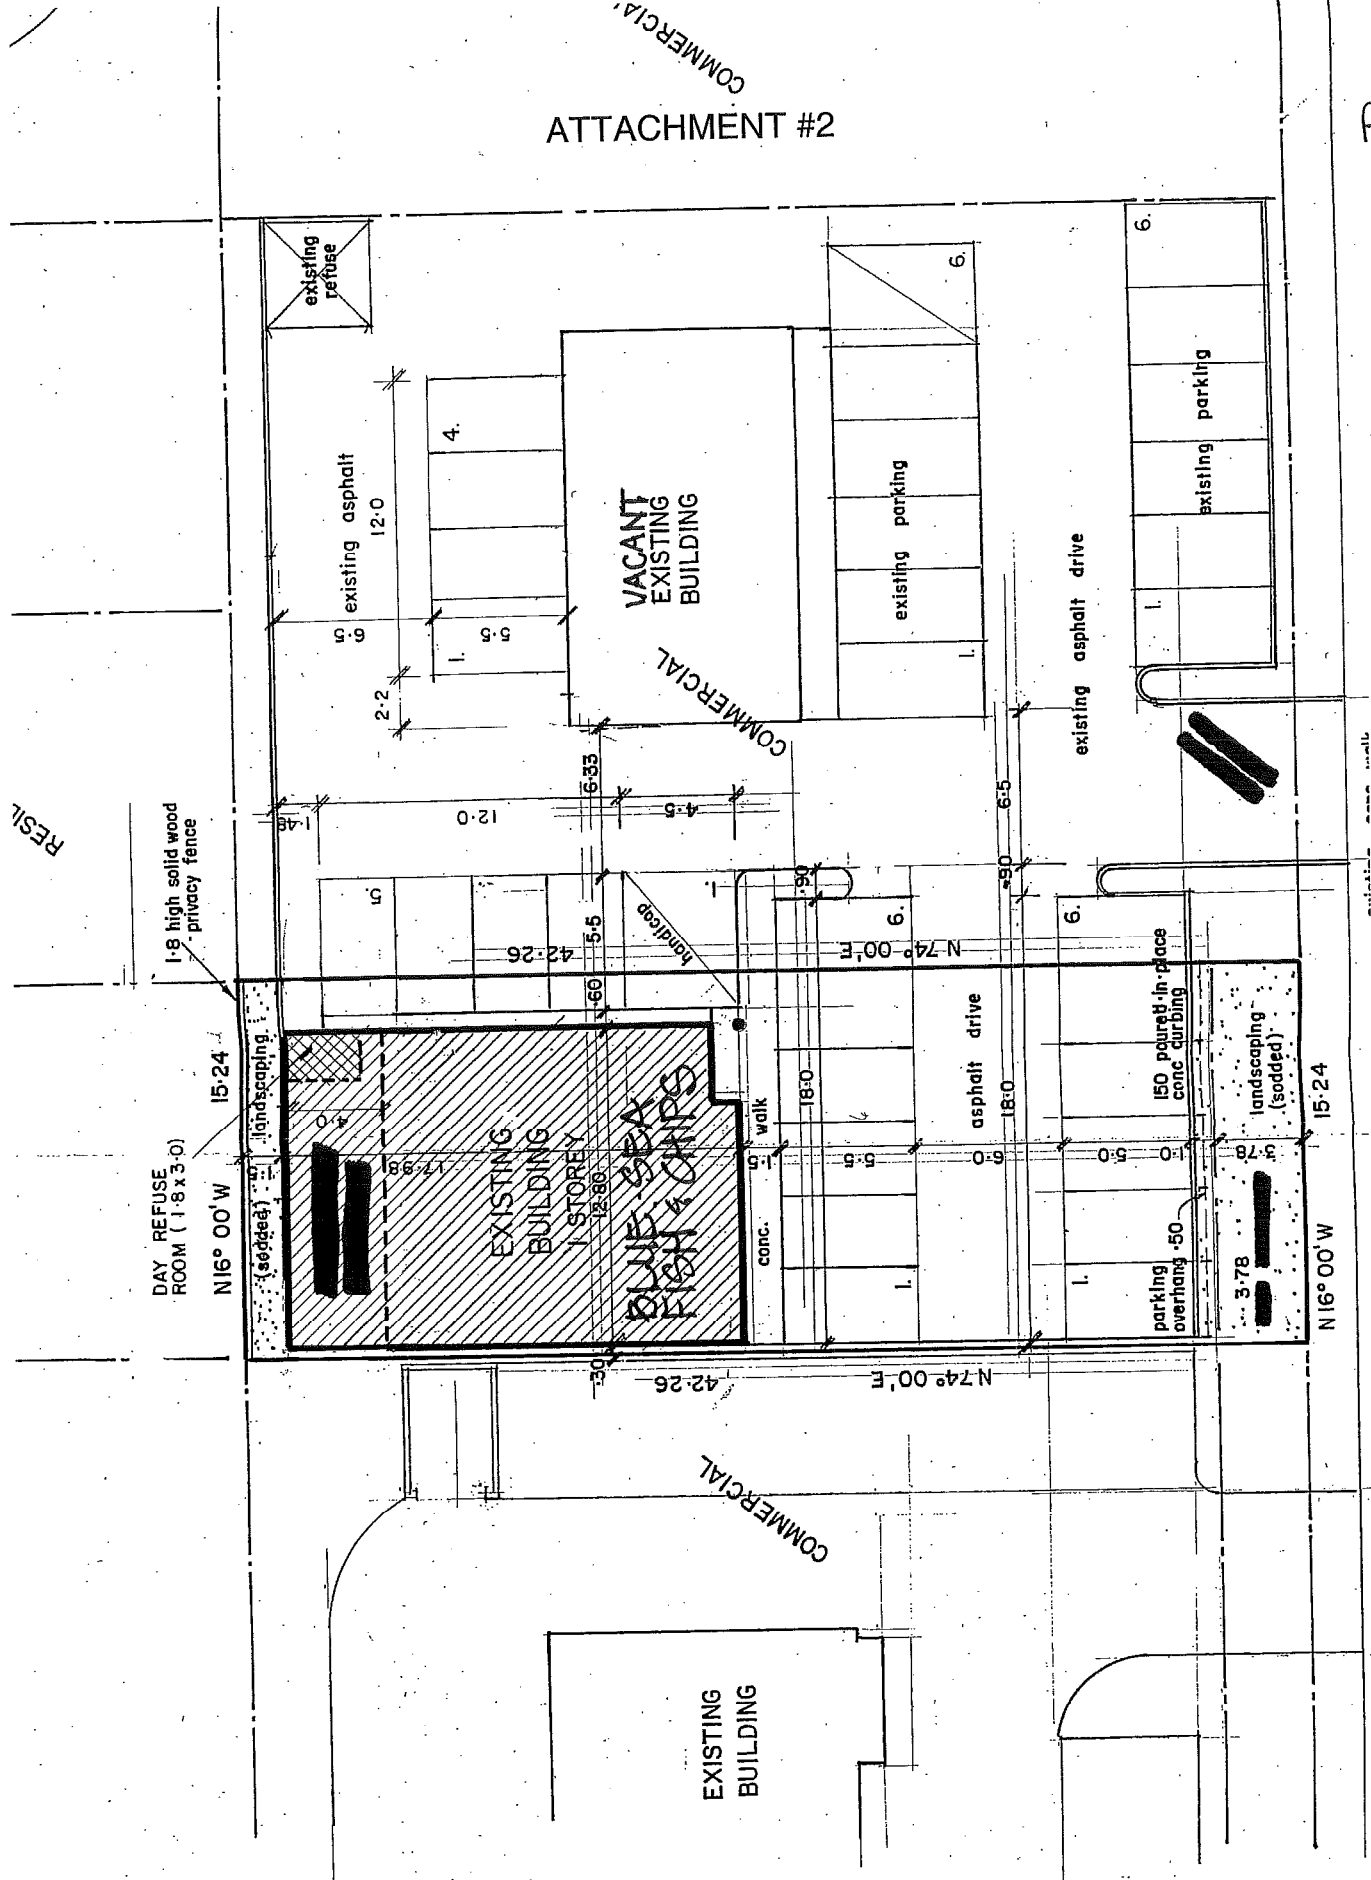 COMMERCIAL
ATTACHMENT #2
existing
refuse
6.
6.
4.
existing asphalt
12.0
existing parking
existing parking
VACANT
EXISTING
BUILDING
existing asphalt drive
6.5
5.5
1.
1.
1.
2.2
COMMERCIAL
1.8 high solid wood
privacy fence
1.48
12.0
6.33
4.5
6.5
5.
handicap
.90
.90
6.
6.
42.26
5.5
N 74° 00' E
.60
150 poured-in-place
conc curbing
DAY REFUSE
ROOM (1.8 x 3.0)
15.24
N16° 00' W
landscaping
(sodded)
1.5
4.0
17.98
EXISTING
BUILDING
1 STOREY
12.80
BLUE SEA
FISH & CHIPS
conc. walk
1.5
18.0
5.5
asphalt drive
6.0
18.0
5.0
1.0
landscaping
(sodded)
3.78
15.24
1.
1.
parking
overhang .50
3.78
N16° 00' W
.30
42.26
N 74° 00' E
COMMERCIAL
EXISTING
BUILDING